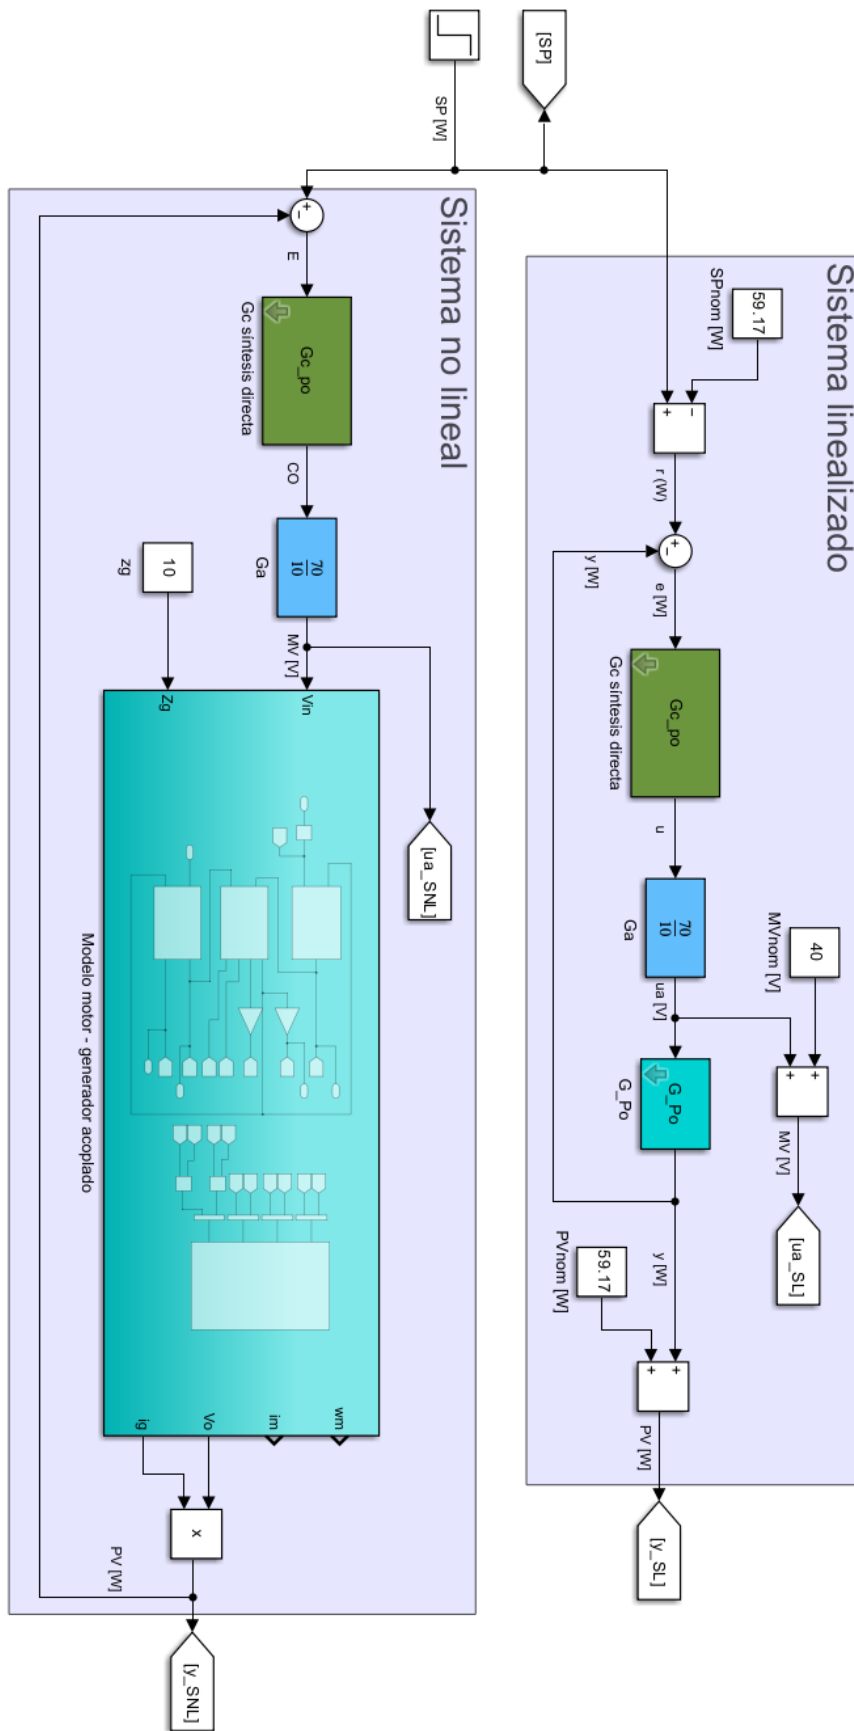 Sistema linealizado
59.17
SPnom [W]
r (W)
+
−
e [W]
y [W]
Gc_po
Gc síntesis directa
u
70
10
Ga
ua [V]
40
MVnom [V]
MV [V]
[ua_SL]
G_Po
G_Po
y [W]
59.17
PVnom [W]
PV [W]
[y_SL]
[SP]
SP [W]
Sistema no lineal
+
−
E
Gc_po
Gc síntesis directa
CO
70
10
Ga
MV [V]
[ua_SNL]
10
zg
Vin
Zg
Modelo motor - generador acoplado
wm
im
Vo
ig
x
PV [W]
[y_SNL]